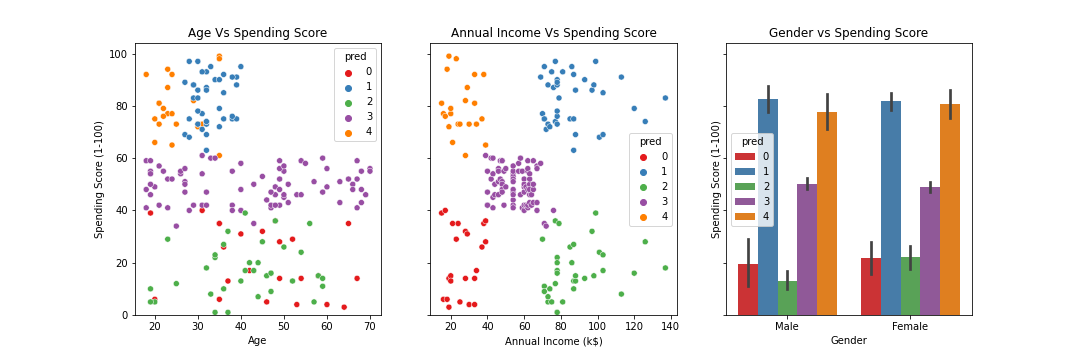 Age Vs Spending Score
Spending Score (1-100)
100
80
60
40
20
0
20
30
40
50
60
70
Age
pred
0
1
2
3
4
Annual Income Vs Spending Score
20
40
60
80
100
120
140
Annual Income (k$)
pred
0
1
2
3
4
Gender vs Spending Score
Spending Score (1-100)
pred
0
1
2
3
4
Male
Female
Gender